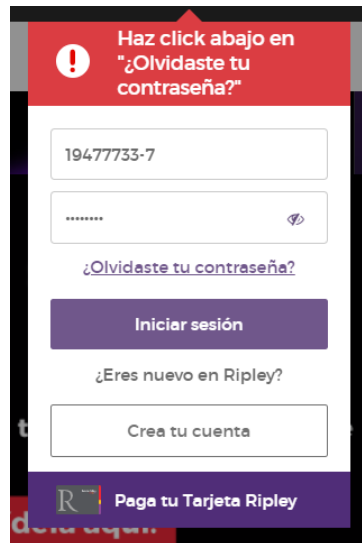 Haz click abajo en
"¿Olvidaste tu
contraseña?"
19477733-7
········
¿Olvidaste tu contraseña?
Iniciar sesión
¿Eres nuevo en Ripley?
t
Crea tu cuenta
e
R
Paga tu Tarjeta Ripley
aquí!